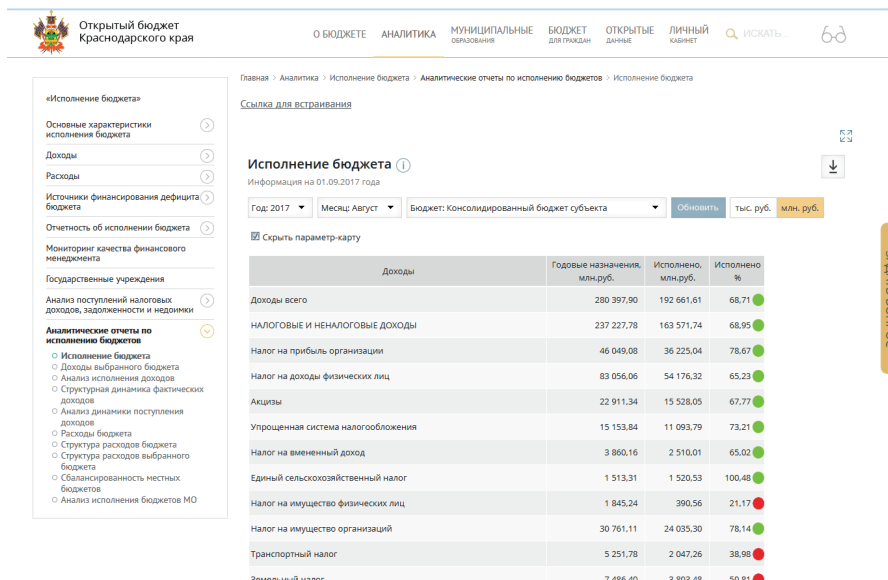 Открытый бюджет
Краснодарского края
О БЮДЖЕТЕ
АНАЛИТИКА
МУНИЦИПАЛЬНЫЕ
ОБРАЗОВАНИЯ
БЮДЖЕТ
ДЛЯ ГРАЖДАН
ОТКРЫТЫЕ
ДАННЫЕ
ЛИЧНЫЙ
КАБИНЕТ
ИСКАТЬ...
Главная > Аналитика > Исполнение бюджета > Аналитические отчеты по исполнению бюджетов > Исполнение бюджета
«Исполнение бюджета»
Основные характеристики
исполнения бюджета
Доходы
Расходы
Источники финансирования дефицита
бюджета
Отчетность об исполнении бюджета
Мониторинг качества финансового
менеджмента
Государственные учреждения
Анализ поступлений налоговых
доходов, задолженности и недоимки
Аналитические отчеты по
исполнению бюджетов
Исполнение бюджета
Доходы выбранного бюджета
Анализ исполнения доходов
Структурная динамика фактических
доходов
Анализ динамики поступления
доходов
Расходы бюджета
Структура расходов бюджета
Структура расходов выбранного
бюджета
Сбалансированность местных
бюджетов
Анализ исполнения бюджетов МО
Ссылка для встраивания
Исполнение бюджета i
Информация на 01.09.2017 года
Год: 2017 Месяц: Август Бюджет: Консолидированный бюджет субъекта Обновить тыс. руб. млн. руб.
Скрыть параметр-карту
Доходы Годовые назначения, млн.руб. Исполнено, млн.руб. Исполнено %
Доходы всего 280 397,90 192 661,61 68,71
НАЛОГОВЫЕ И НЕНАЛОГОВЫЕ ДОХОДЫ 237 227,78 163 571,74 68,95
Налог на прибыль организации 46 049,08 36 225,04 78,67
Налог на доходы физических лиц 83 056,06 54 176,32 65,23
Акцизы 22 911,34 15 528,05 67,77
Упрощенная система налогообложения 15 153,84 11 093,79 73,21
Налог на вмененный доход 3 860,16 2 510,01 65,02
Единый сельскохозяйственный налог 1 513,31 1 520,53 100,48
Налог на имущество физических лиц 1 845,24 390,56 21,17
Налог на имущество организаций 30 761,11 24 035,30 78,14
Транспортный налог 5 251,78 2 047,26 38,98
Земельный налог 7 486,40 3 803,48 50,81